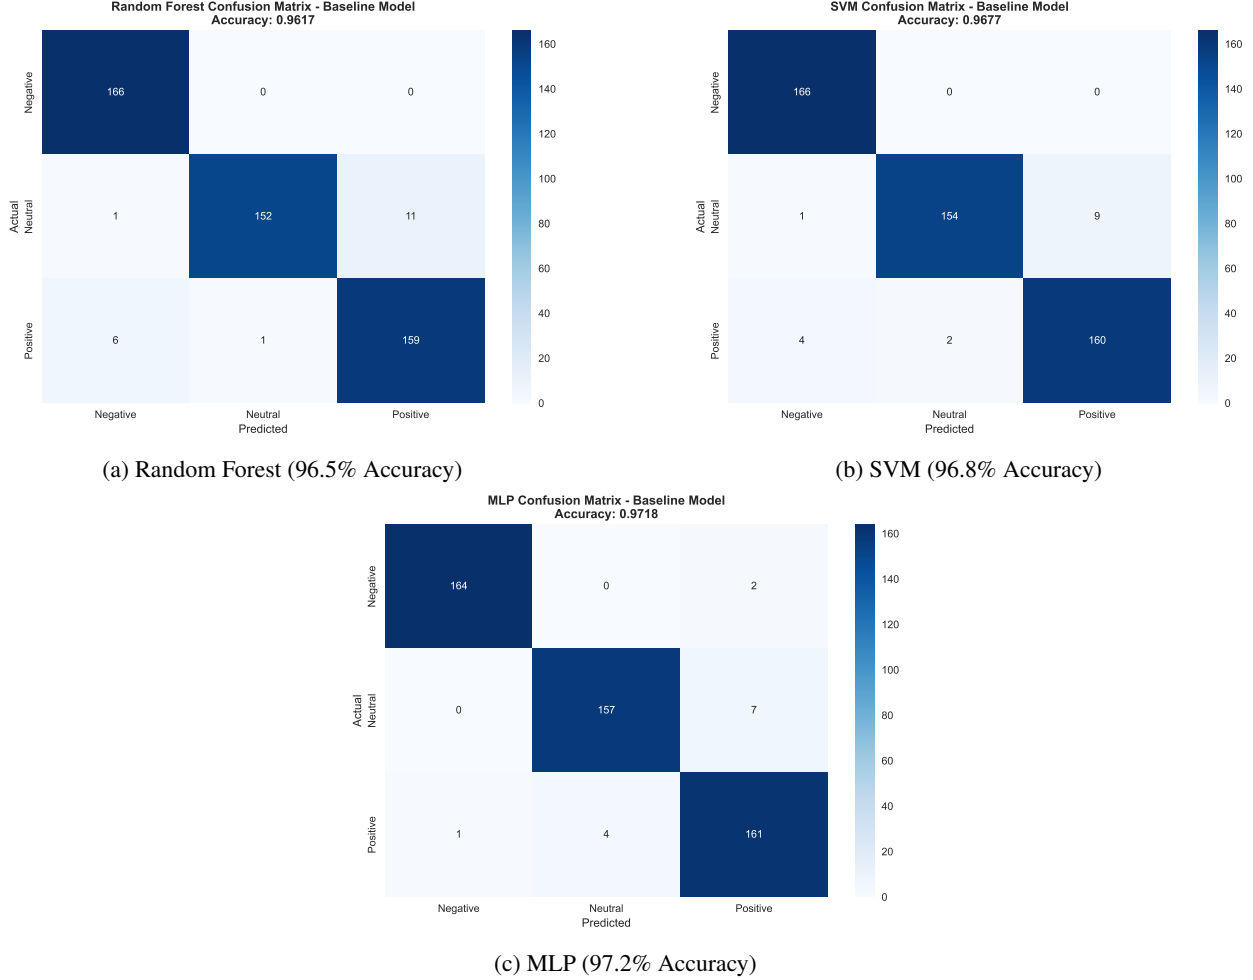 Random Forest Confusion Matrix - Baseline Model
Accuracy: 0.9617
Negative
166 0 0
160
140
120
100
80
60
40
20
0
Actual
Neutral
1 152 11
Positive
6 1 159
Negative Neutral Positive
Predicted
(a) Random Forest (96.5% Accuracy)
SVM Confusion Matrix - Baseline Model
Accuracy: 0.9677
Negative
166 0 0
160
140
120
100
80
60
40
20
0
Actual
Neutral
1 154 9
Positive
4 2 160
Negative Neutral Positive
Predicted
(b) SVM (96.8% Accuracy)
MLP Confusion Matrix - Baseline Model
Accuracy: 0.9718
Negative
164 0 2
160
140
120
100
80
60
40
20
0
Actual
Neutral
0 157 7
Positive
1 4 161
Negative Neutral Positive
Predicted
(c) MLP (97.2% Accuracy)